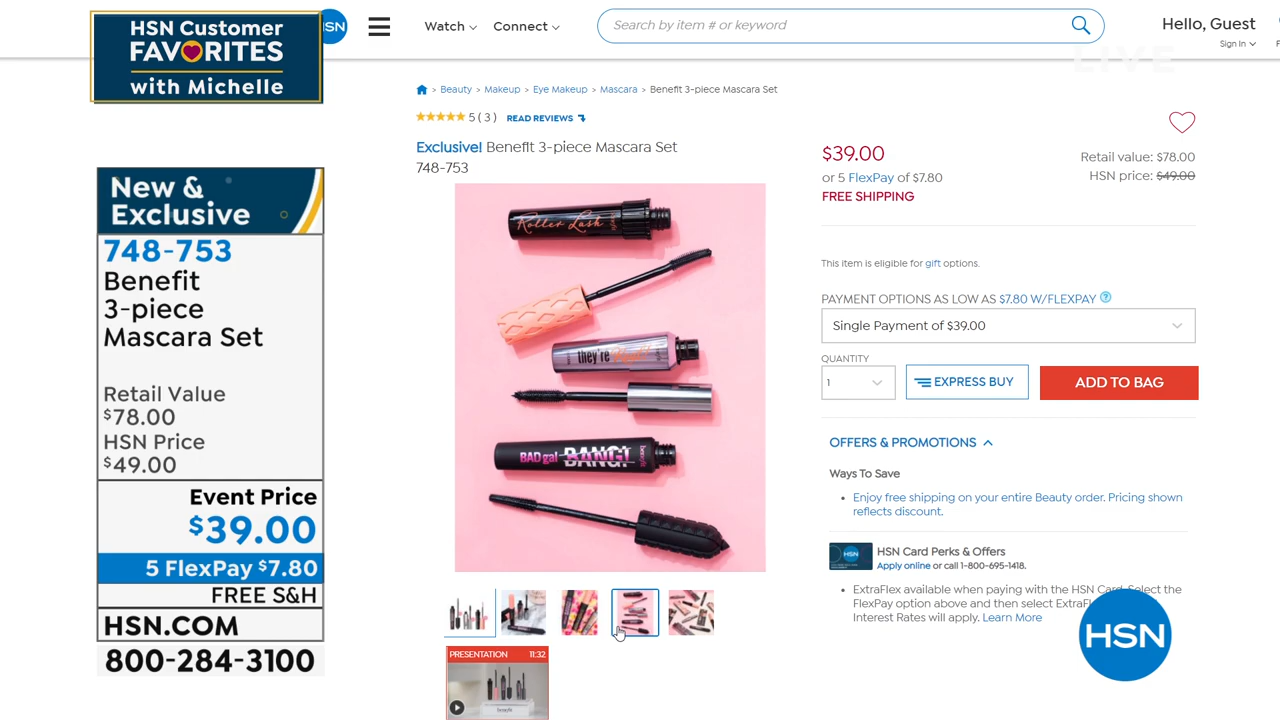 HSN Customer
FAVORITES
with Michelle
SN
Watch
Connect
Search by item # or keyword
Hello, Guest
Sign In
F
LIVE
> Beauty > Makeup > Eye Makeup > Mascara > Benefit 3-piece Mascara Set
5 ( 3 ) READ REVIEWS
Exclusive! Benefit 3-piece Mascara Set
748-753
$39.00
or 5 FlexPay of $7.80
FREE SHIPPING
Retail value: $78.00
HSN price: $49.00
This item is eligible for gift options.
PAYMENT OPTIONS AS LOW AS $7.80 W/FLEXPAY ?
Single Payment of $39.00
QUANTITY
1
EXPRESS BUY
ADD TO BAG
OFFERS & PROMOTIONS
Ways To Save
• Enjoy free shipping on your entire Beauty order. Pricing shown
reflects discount.
HSN
HSN Card Perks & Offers
Apply online or call 1-800-695-1418.
• ExtraFlex available when paying with the HSN Card. Select the
FlexPay option above and then select ExtraFl
Interest Rates will apply. Learn More
HSN
New &
Exclusive
748-753
Benefit
3-piece
Mascara Set
Retail Value
$78.00
HSN Price
$49.00
Event Price
$39.00
5 FlexPay $7.80
FREE S&H
HSN.COM
800-284-3100
Roller Lash
they're Real!
BADgal BANG!
benefit
PRESENTATION 11:32
benefit